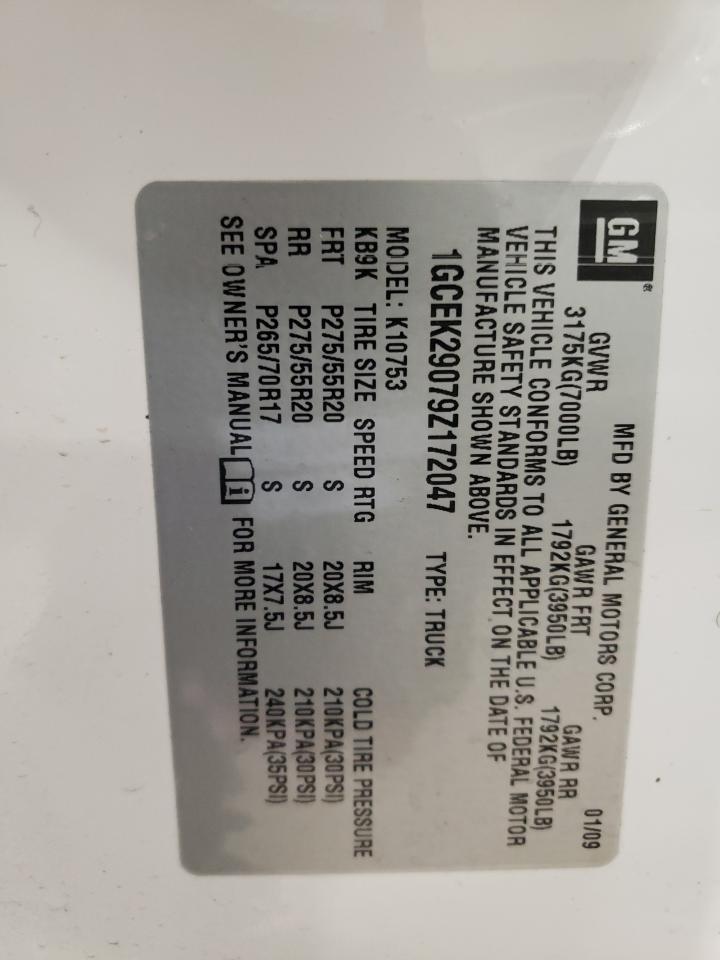 GM®
MFD BY GENERAL MOTORS CORP. 01/09
GVWR GAWR FRT GAWR RR
3175KG(7000LB) 1792KG(3950LB) 1792KG(3950LB)
THIS VEHICLE CONFORMS TO ALL APPLICABLE U.S. FEDERAL MOTOR
VEHICLE SAFETY STANDARDS IN EFFECT ON THE DATE OF
MANUFACTURE SHOWN ABOVE.
1GCEK29079Z172047 TYPE: TRUCK
MODEL: K10753
KB9K TIRE SIZE SPEED RTG RIM COLD TIRE PRESSURE
FRT P275/55R20 S 20X8.5J 210KPA(30PSI)
RR P275/55R20 S 20X8.5J 210KPA(30PSI)
SPA P265/70R17 S 17X7.5J 240KPA(35PSI)
SEE OWNER'S MANUAL i FOR MORE INFORMATION.